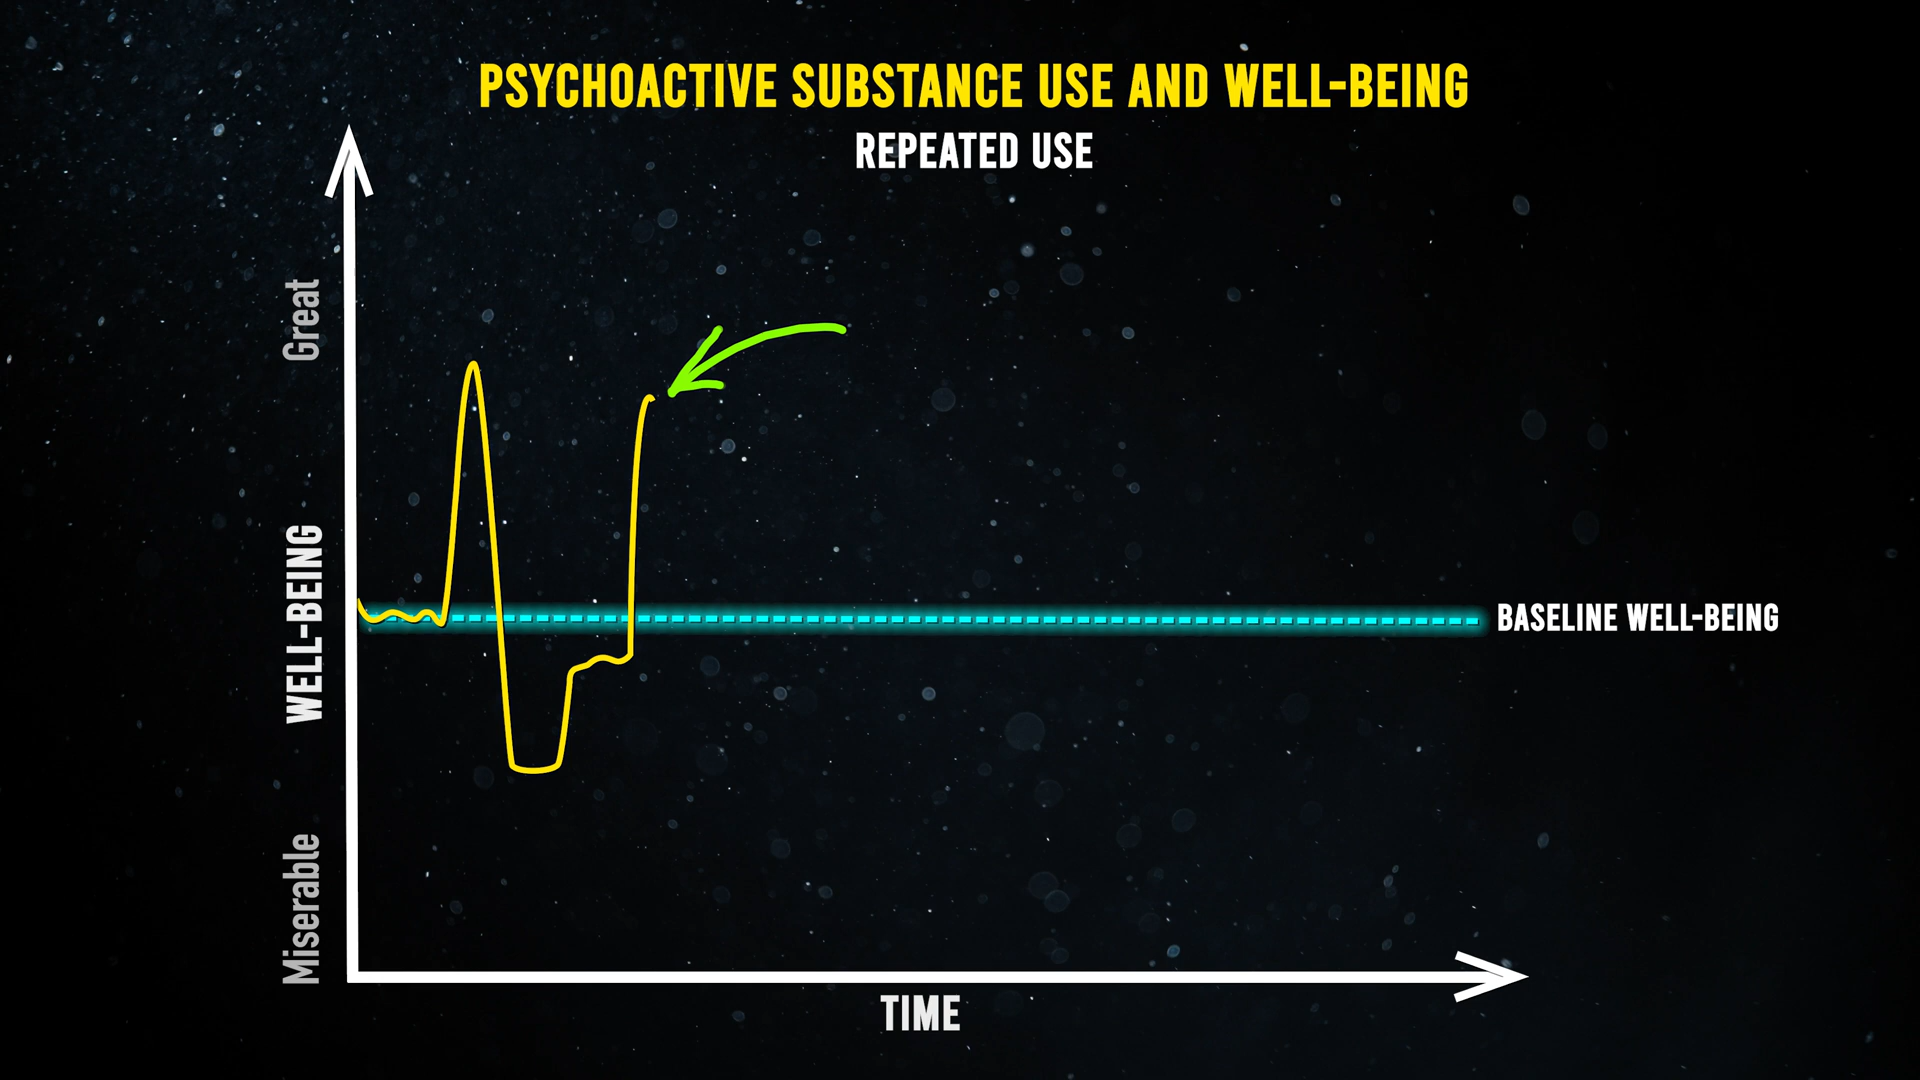 PSYCHOACTIVE SUBSTANCE USE AND WELL-BEING
REPEATED USE
Great
WELL-BEING
BASELINE WELL-BEING
Miserable
TIME